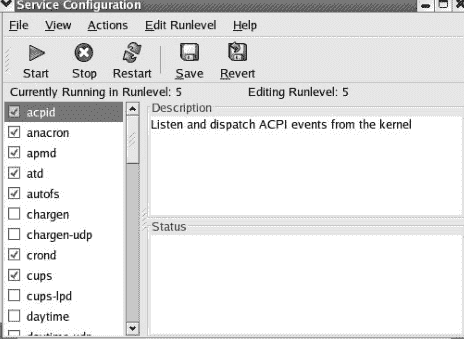 Service Configuration
File View Actions Edit Runlevel Help
Start Stop Restart Save Revert
Currently Running in Runlevel: 5 Editing Runlevel: 5
Description
acpid
Listen and dispatch ACPI events from the kernel
anacron
apmd
atd
autofs
chargen
chargen-udp
Status
crond
cups
cups-lpd
daytime
daytime-udp